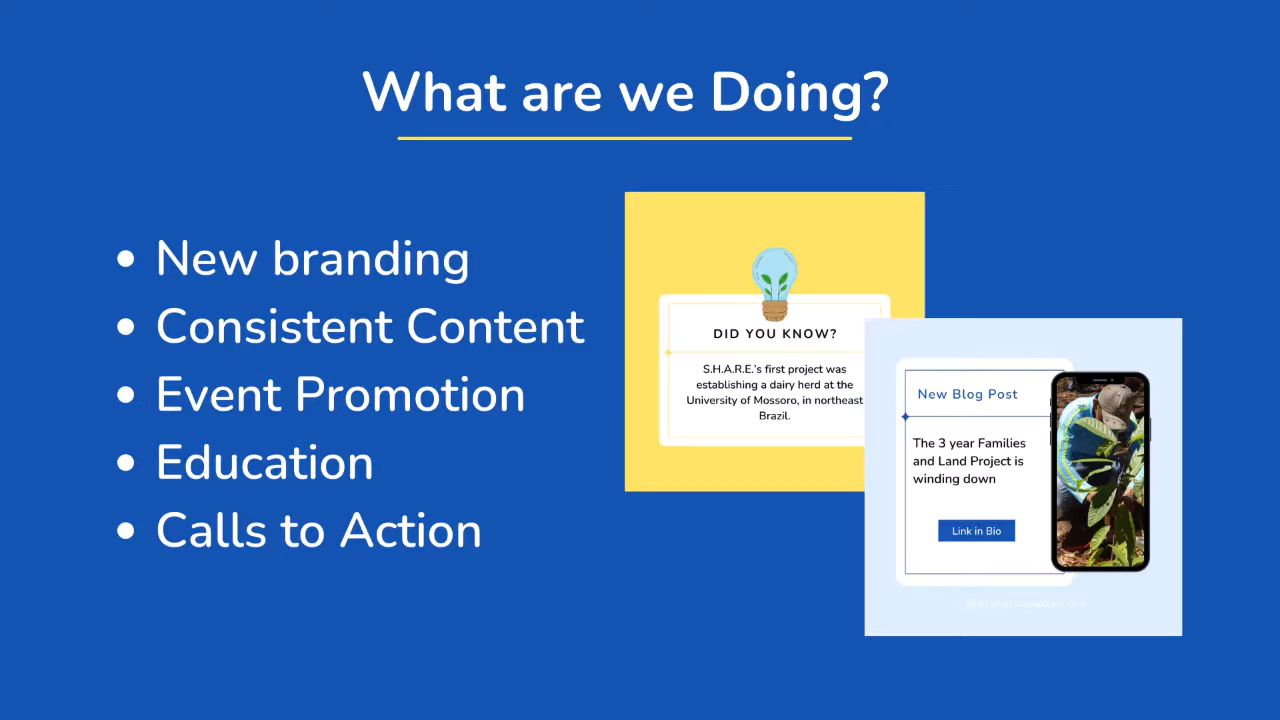 What are we Doing?
• New branding
• Consistent Content
• Event Promotion
• Education
• Calls to Action
DID YOU KNOW?
S.H.A.R.E.'s first project was
establishing a dairy herd at the
University of Mossoro, in northeast
Brazil.
New Blog Post
The 3 year Families
and Land Project is
winding down
Link in Bio